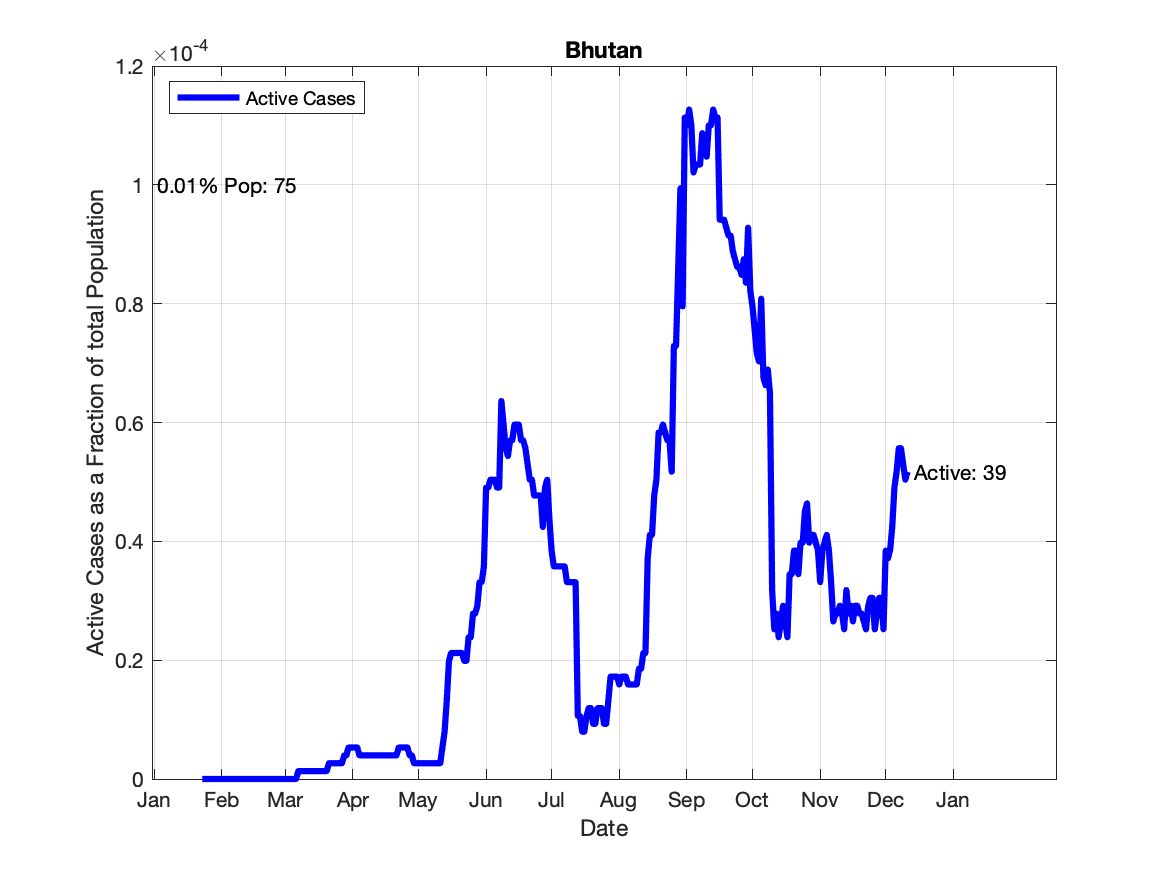 Bhutan
×10-4
1.2
1
0.8
0.6
0.4
0.2
0
Active Cases
0.01% Pop: 75
Active: 39
Active Cases as a Fraction of total Population
Jan Feb Mar Apr May Jun Jul Aug Sep Oct Nov Dec Jan
Date